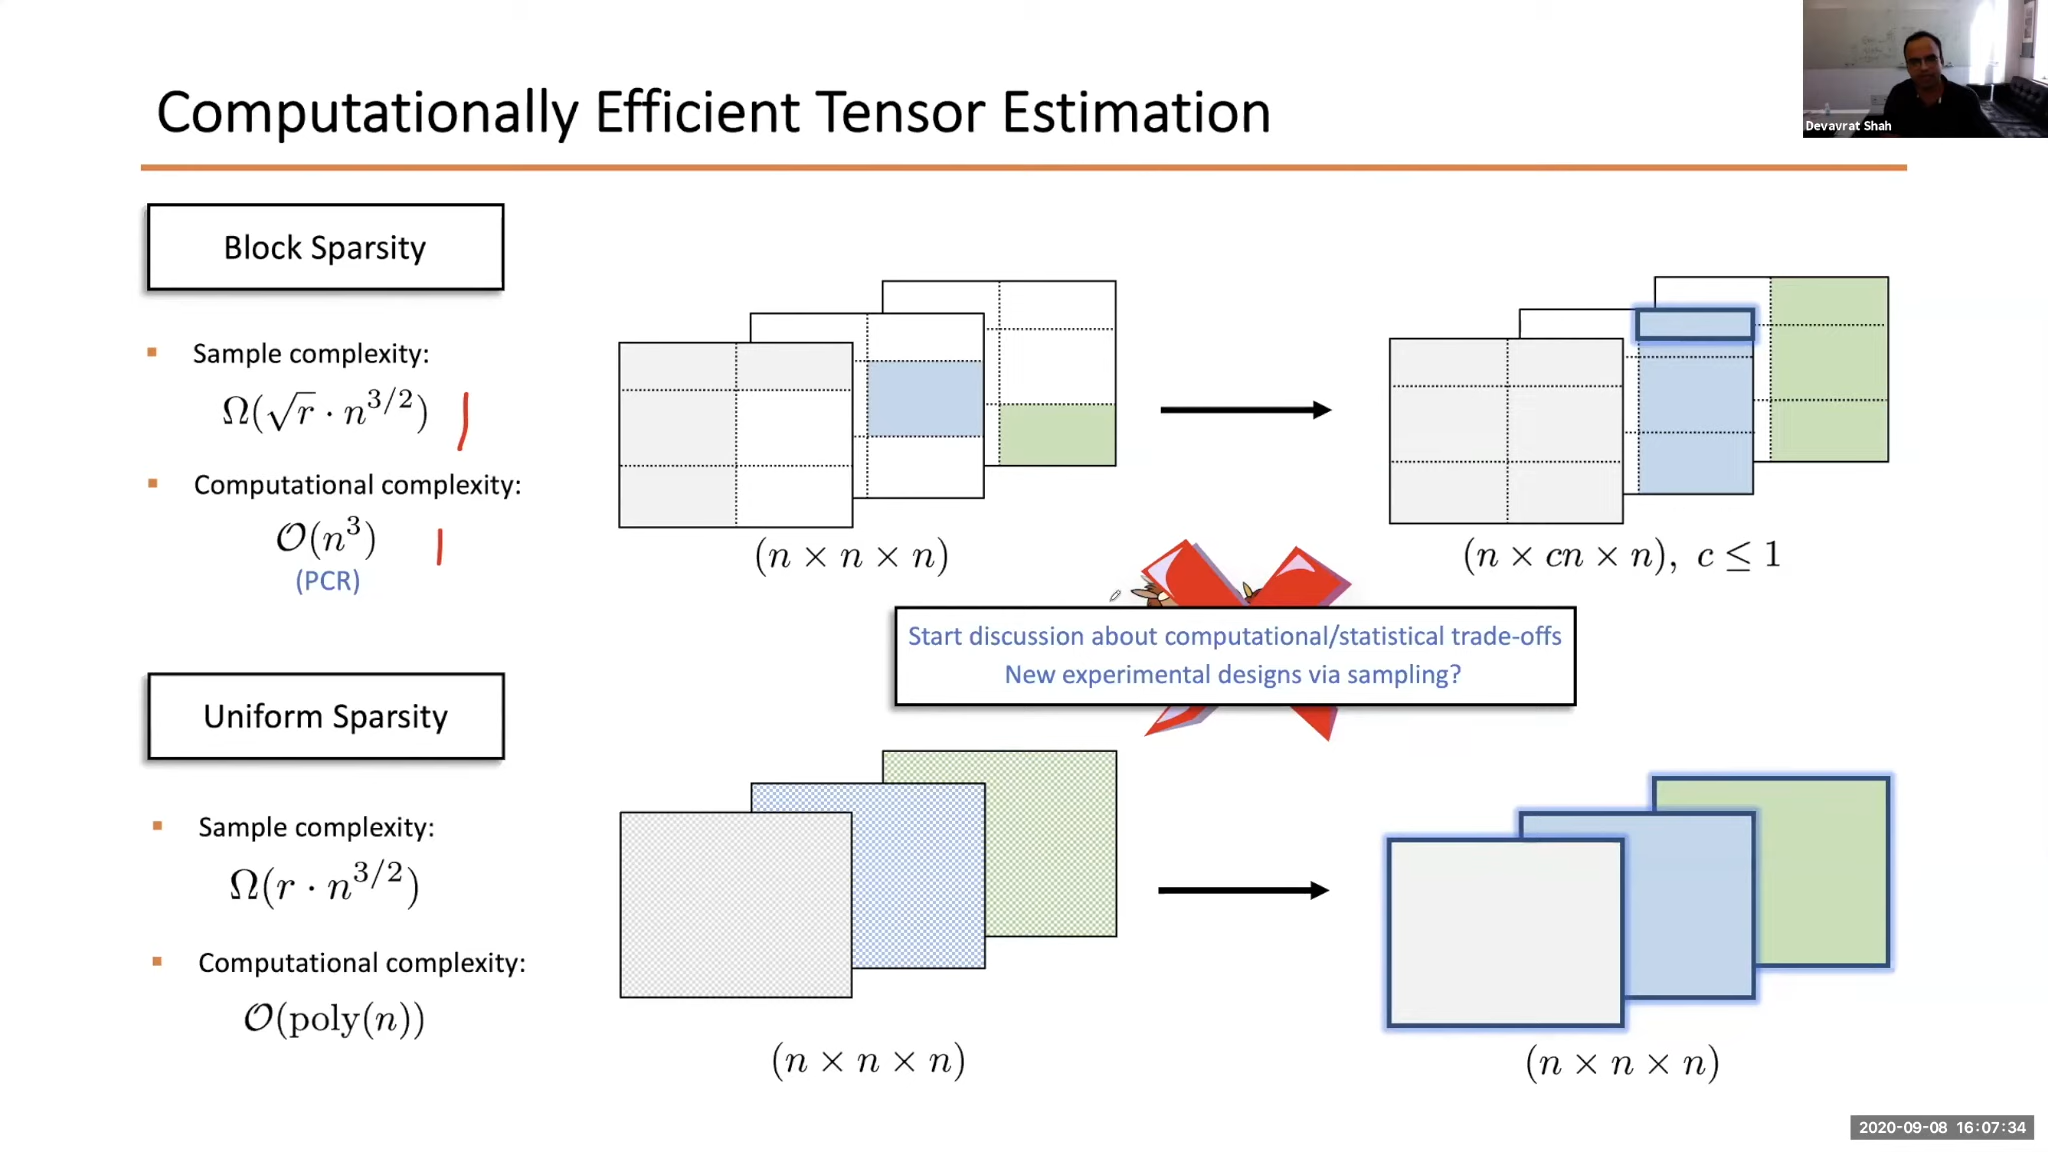 Computationally Efficient Tensor Estimation
Devavrat Shah
Block Sparsity
Sample complexity:
Ω(√r · n^{3/2})
Computational complexity:
O(n^3)
(PCR)
(n × n × n)
(n × cn × n), c ≤ 1
Start discussion about computational/statistical trade-offs
New experimental designs via sampling?
Uniform Sparsity
Sample complexity:
Ω(r · n^{3/2})
Computational complexity:
O(poly(n))
(n × n × n)
(n × n × n)
2020-09-08 16:07:34